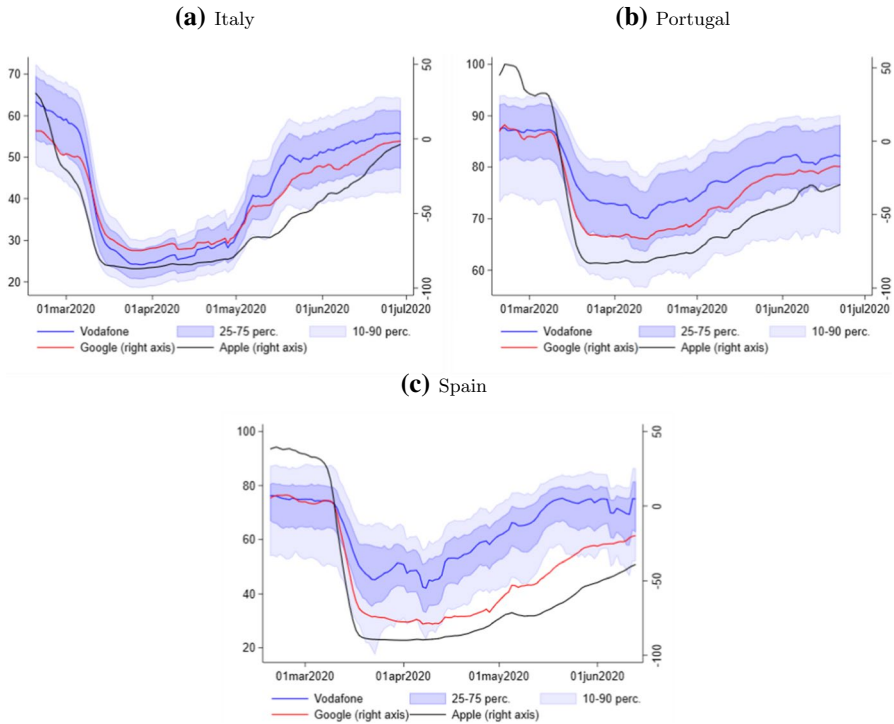 (a) Italy
(b) Portugal
70
60
50
40
30
20
50
0
-50
-100
01mar2020 01apr2020 01may2020 01jun2020 01jul2020
Vodafone 25-75 perc. 10-90 perc.
Google (right axis) Apple (right axis)
100
90
80
70
60
50
0
-50
-100
01mar2020 01apr2020 01may2020 01jun2020 01jul2020
Vodafone 25-75 perc. 10-90 perc.
Google (right axis) Apple (right axis)
(c) Spain
100
80
60
40
20
50
0
-50
-100
01mar2020 01apr2020 01may2020 01jun2020
Vodafone 25-75 perc. 10-90 perc.
Google (right axis) Apple (right axis)